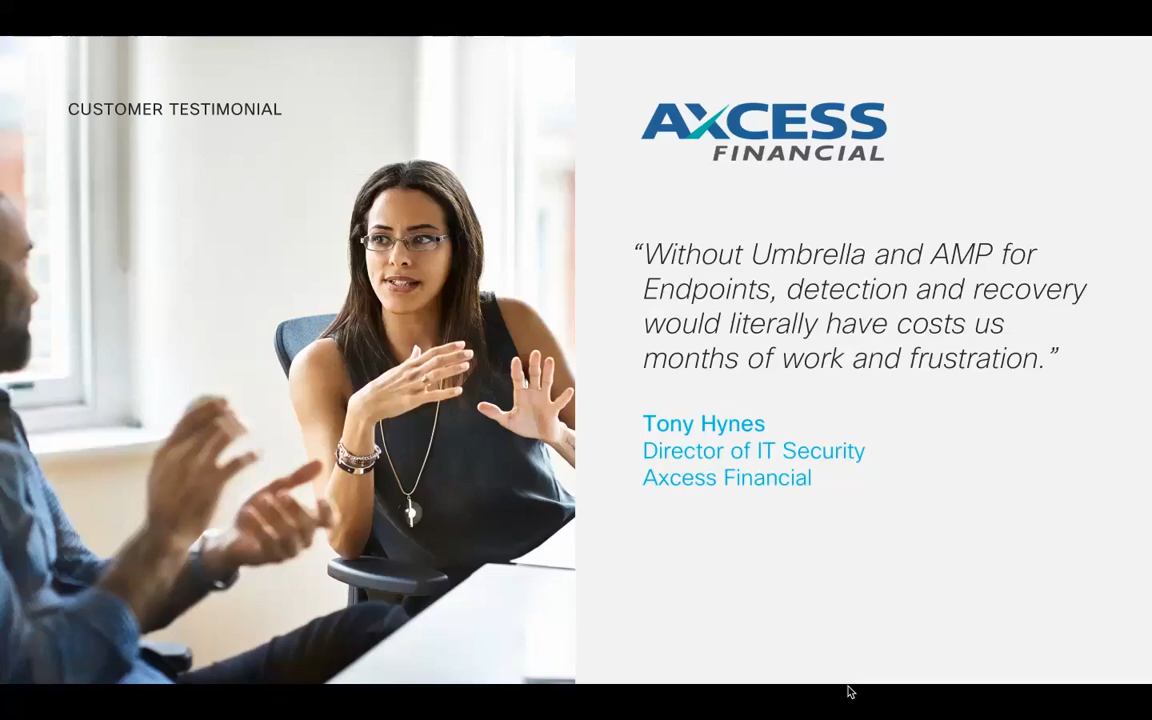 CUSTOMER TESTIMONIAL
AXCESS
FINANCIAL
“Without Umbrella and AMP for
Endpoints, detection and recovery
would literally have costs us
months of work and frustration.”
Tony Hynes
Director of IT Security
Axcess Financial